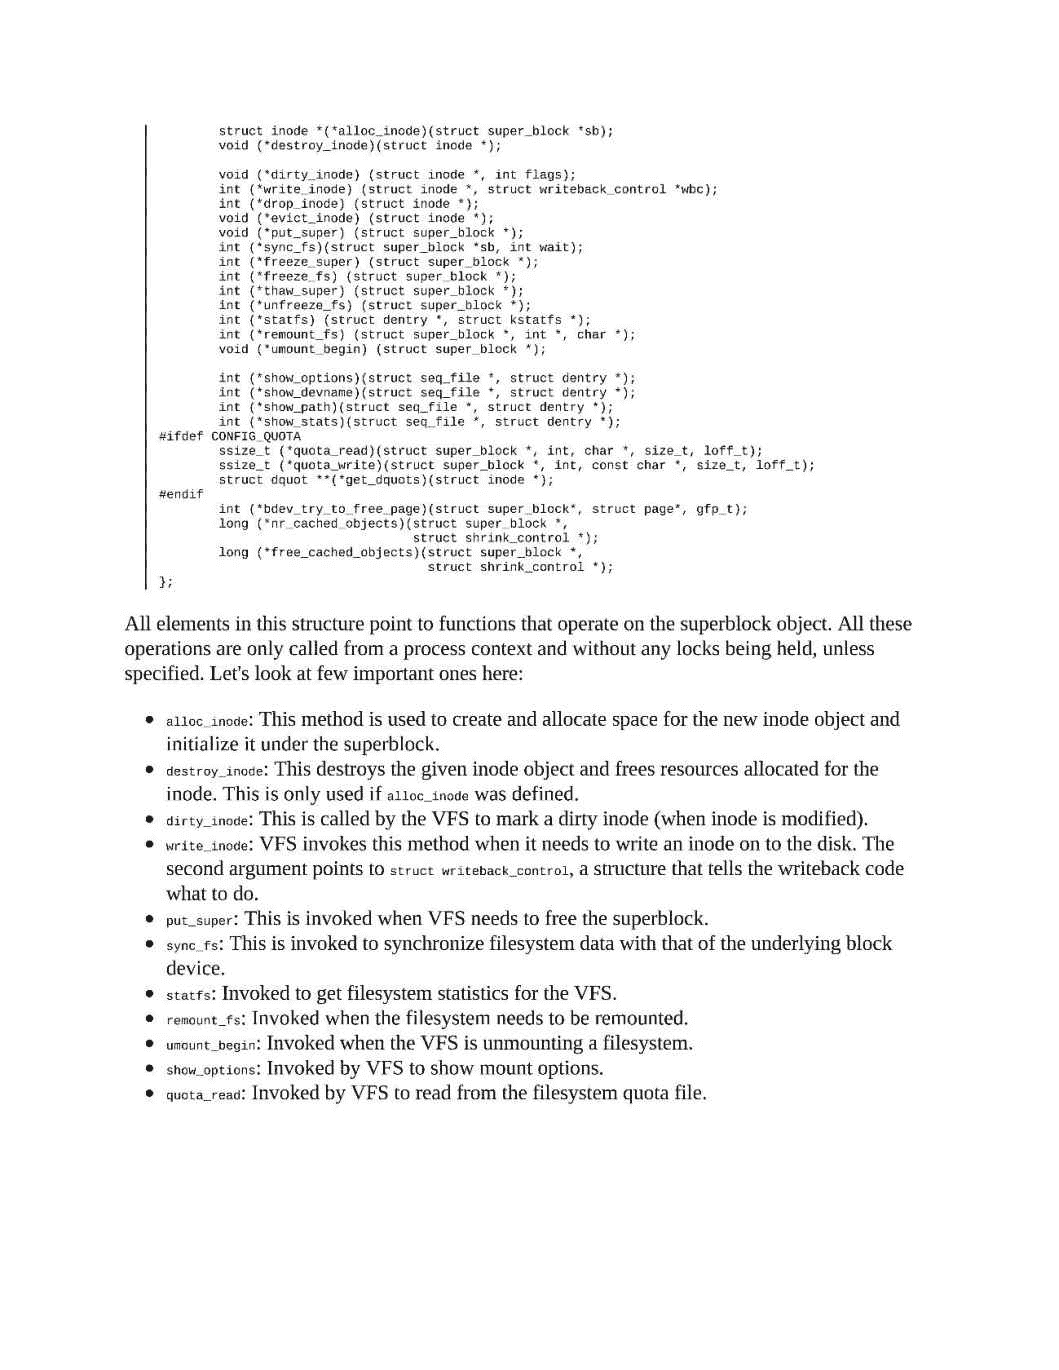 struct inode *(*alloc_inode)(struct super_block *sb);
void (*destroy_inode)(struct inode *);
void (*dirty_inode) (struct inode *, int flags);
int (*write_inode) (struct inode *, struct writeback_control *wbc);
int (*drop_inode) (struct inode *);
void (*evict_inode) (struct inode *);
void (*put_super) (struct super_block *);
int (*sync_fs)(struct super_block *sb, int wait);
int (*freeze_super) (struct super_block *);
int (*freeze_fs) (struct super_block *);
int (*thaw_super) (struct super_block *);
int (*unfreeze_fs) (struct super_block *);
int (*statfs) (struct dentry *, struct kstatfs *);
int (*remount_fs) (struct super_block *, int *, char *);
void (*umount_begin) (struct super_block *);
int (*show_options)(struct seq_file *, struct dentry *);
int (*show_devname)(struct seq_file *, struct dentry *);
int (*show_path)(struct seq_file *, struct dentry *);
int (*show_stats)(struct seq_file *, struct dentry *);
#ifdef CONFIG_QUOTA
ssize_t (*quota_read)(struct super_block *, int, char *, size_t, loff_t);
ssize_t (*quota_write)(struct super_block *, int, const char *, size_t, loff_t);
struct dquot **(*get_dquots)(struct inode *);
#endif
int (*bdev_try_to_free_page)(struct super_block*, struct page*, gfp_t);
long (*nr_cached_objects)(struct super_block *,
struct shrink_control *);
long (*free_cached_objects)(struct super_block *,
struct shrink_control *);
};
All elements in this structure point to functions that operate on the superblock object. All these
operations are only called from a process context and without any locks being held, unless
specified. Let's look at few important ones here:
• alloc_inode: This method is used to create and allocate space for the new inode object and
initialize it under the superblock.
• destroy_inode: This destroys the given inode object and frees resources allocated for the
inode. This is only used if alloc_inode was defined.
• dirty_inode: This is called by the VFS to mark a dirty inode (when inode is modified).
• write_inode: VFS invokes this method when it needs to write an inode on to the disk. The
second argument points to struct writeback_control, a structure that tells the writeback code
what to do.
• put_super: This is invoked when VFS needs to free the superblock.
• sync_fs: This is invoked to synchronize filesystem data with that of the underlying block
device.
• statfs: Invoked to get filesystem statistics for the VFS.
• remount_fs: Invoked when the filesystem needs to be remounted.
• umount_begin: Invoked when the VFS is unmounting a filesystem.
• show_options: Invoked by VFS to show mount options.
• quota_read: Invoked by VFS to read from the filesystem quota file.